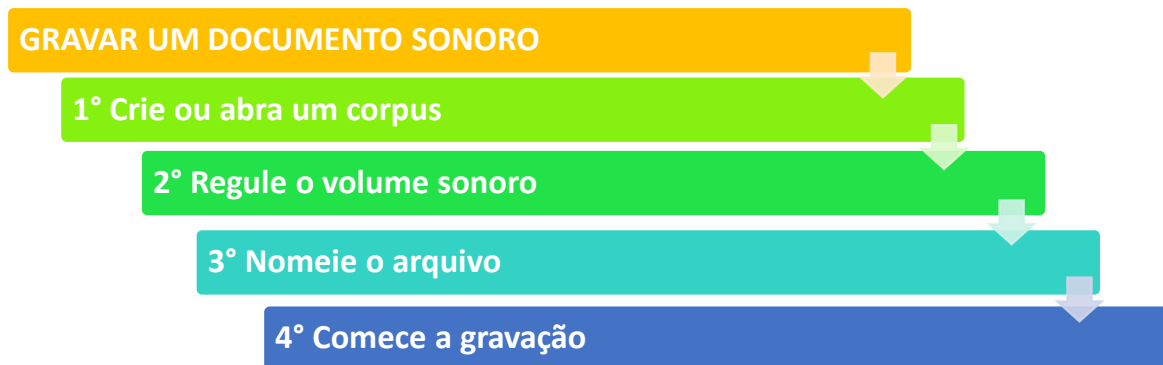 GRAVAR UM DOCUMENTO SONORO
1° Crie ou abra um corpus
2° Regule o volume sonoro
3° Nomeie o arquivo
4° Comece a gravação